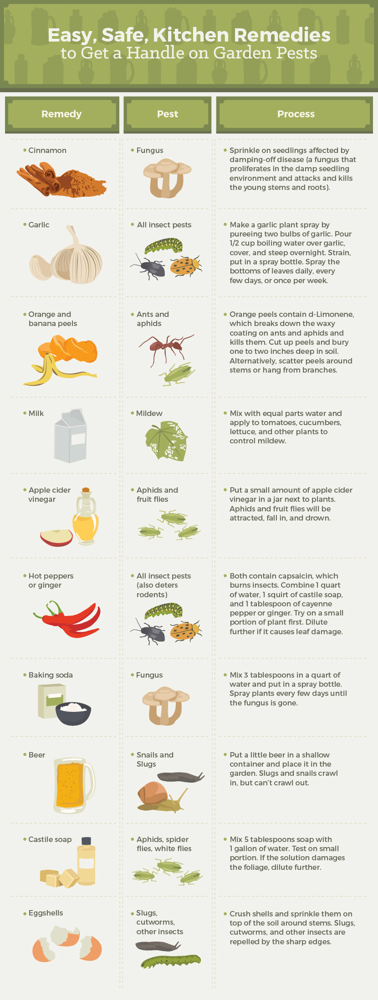 Easy, Safe, Kitchen Remedies
to Get a Handle on Garden Pests
Remedy
Pest
Process
• Cinnamon
• Fungus
• Sprinkle on seedlings affected by
damping-off disease (a fungus that
proliferates in the damp seedling
environment and attacks and kills
the young stems and roots).
• Garlic
• All insect pests
• Make a garlic plant spray by
pureeing two bulbs of garlic. Pour
1/2 cup boiling water over garlic,
cover, and steep overnight. Strain,
put in a spray bottle. Spray the
bottoms of leaves daily, every
few days, or once per week.
• Orange and
banana peels
• Ants and
aphids
• Orange peels contain d-Limonene,
which breaks down the waxy
coating on ants and aphids and
kills them. Cut up peels and bury
one to two inches deep in soil.
Alternatively, scatter peels around
stems or hang from branches.
• Milk
• Mildew
• Mix with equal parts water and
apply to tomatoes, cucumbers,
lettuce, and other plants to
control mildew.
• Apple cider
vinegar
• Aphids and
fruit flies
• Put a small amount of apple cider
vinegar in a jar next to plants.
Aphids and fruit flies will be
attracted, fall in, and drown.
• Hot peppers
or ginger
• All insect pests
(also deters
rodents)
• Both contain capsaicin, which
burns insects. Combine 1 quart
of water, 1 squirt of castile soap,
and 1 tablespoon of cayenne
pepper or ginger. Try on a small
portion of plant first. Dilute
further if it causes leaf damage.
• Baking soda
• Fungus
• Mix 3 tablespoons in a quart of
water and put in a spray bottle.
Spray plants every few days until
the fungus is gone.
• Beer
• Snails and
Slugs
• Put a little beer in a shallow
container and place it in the
garden. Slugs and snails crawl
in, but can't crawl out.
• Castile soap
• Aphids, spider
flies, white flies
• Mix 5 tablespoons soap with
1 gallon of water. Test on small
portion. If the solution damages
the foliage, dilute further.
• Eggshells
• Slugs,
cutworms,
other insects
• Crush shells and sprinkle them on
top of the soil around stems. Slugs,
cutworms, and other insects are
repelled by the sharp edges.